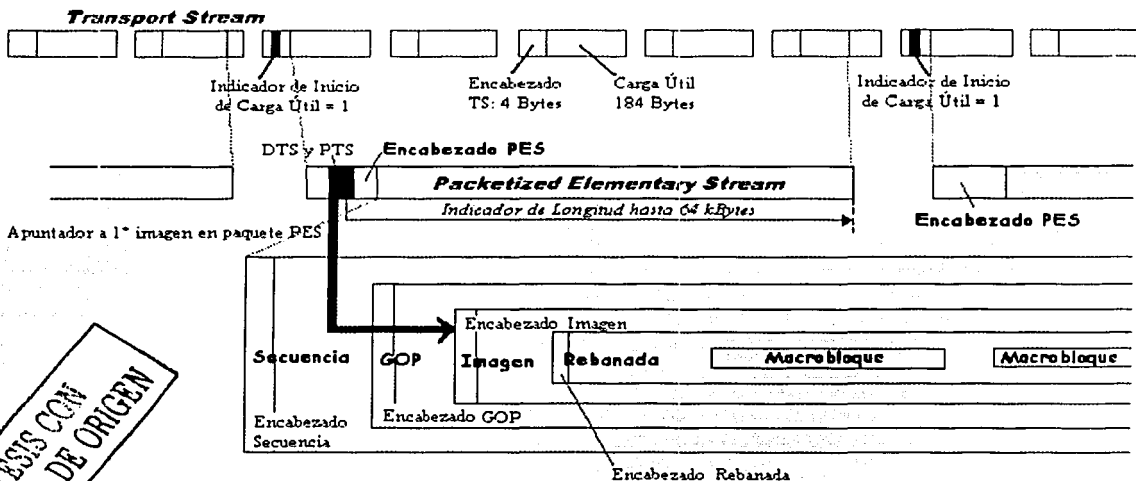 Transport Stream
Indicador de Inicio
de Carga Útil = 1
Encabezado
TS: 4 Bytes
Carga Útil
184 Bytes
Indicador de Inicio
de Carga Útil = 1
DTS y PTS
Encabezado PES
Packetized Elementary Stream
Indicador de Longitud hasta 64 kBytes
Encabezado PES
Apuntador a 1ª imagen en paquete PES
Encabezado Imagen
Secuencia
GOP
Imagen
Rebanada
Macrobloque
Macrobloque
Encabezado
Secuencia
Encabezado GOP
Encabezado Rebanada
CON
DE ORIGEN